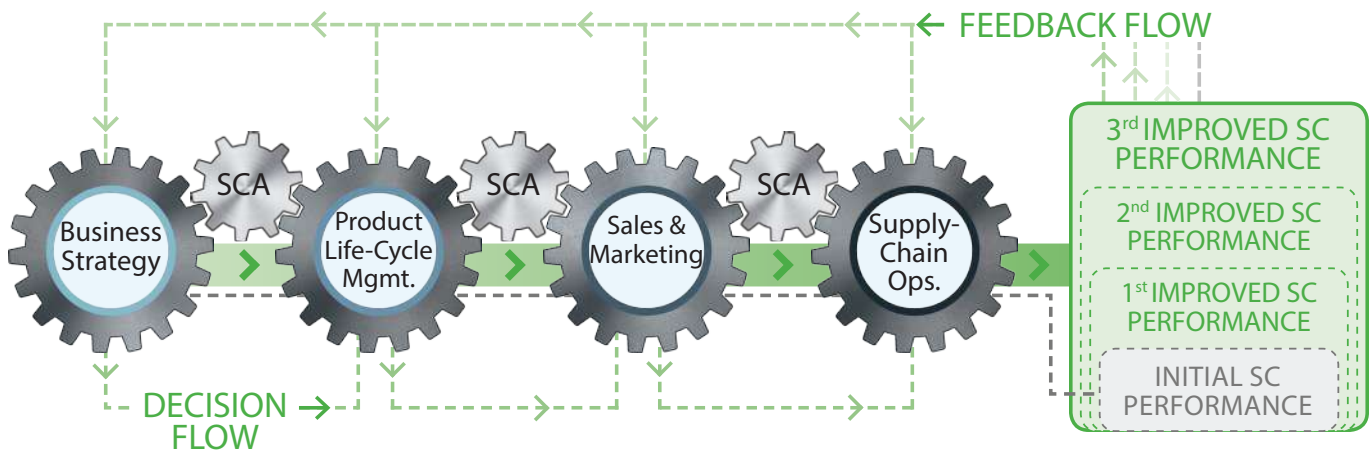 FEEDBACK FLOW
3rd IMPROVED SC
PERFORMANCE
2nd IMPROVED SC
PERFORMANCE
1st IMPROVED SC
PERFORMANCE
INITIAL SC
PERFORMANCE
SCA
SCA
SCA
Business
Strategy
Product
Life-Cycle
Mgmt.
Sales &
Marketing
Supply-
Chain
Ops.
DECISION
FLOW